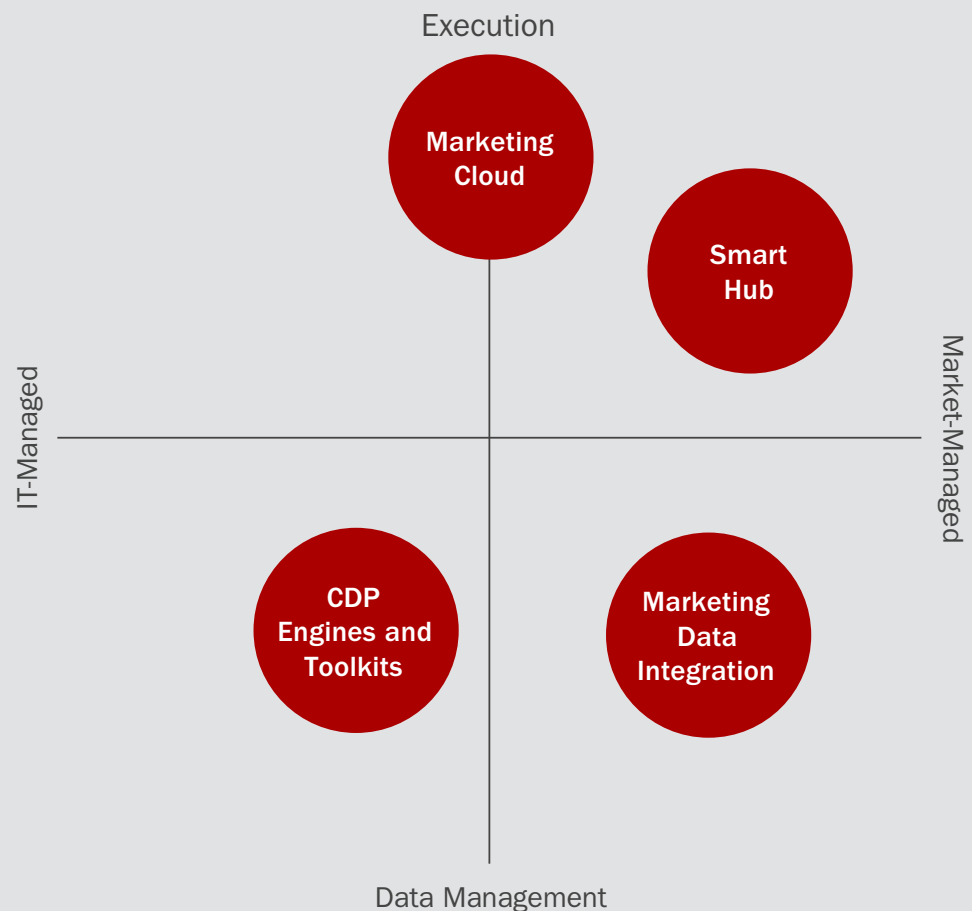 Execution
Marketing
Cloud
Smart
Hub
IT-Managed
Market-Managed
CDP
Engines and
Toolkits
Marketing
Data
Integration
Data Management